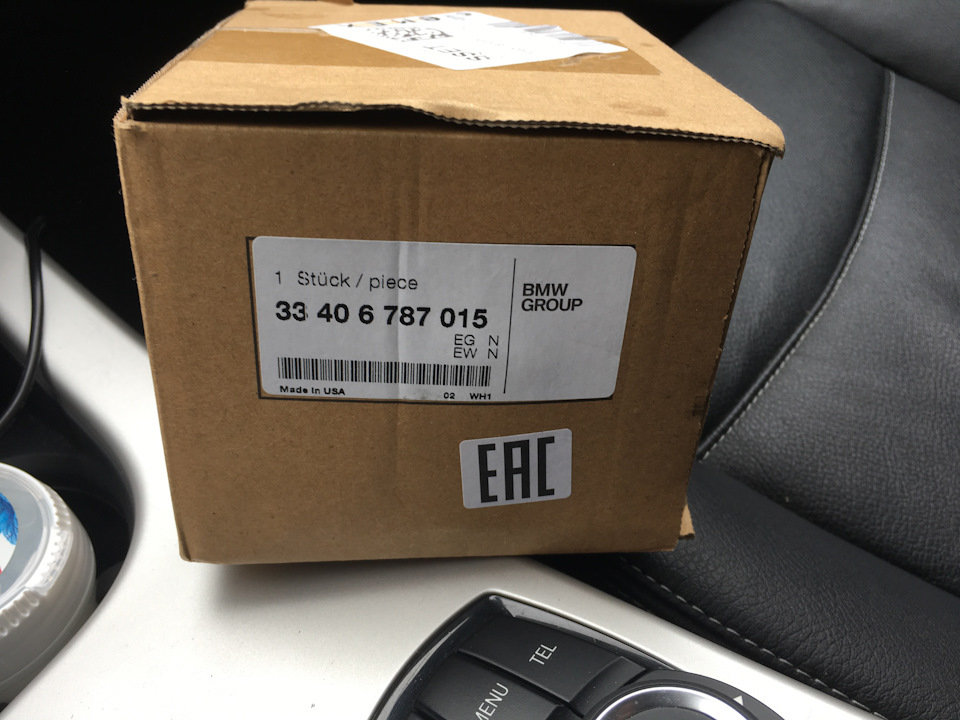 1 Stück / piece
33 40 6 787 015
EG N
EW N
Made in USA 02 WH1
BMW
GROUP
EAC
TEL
MENU